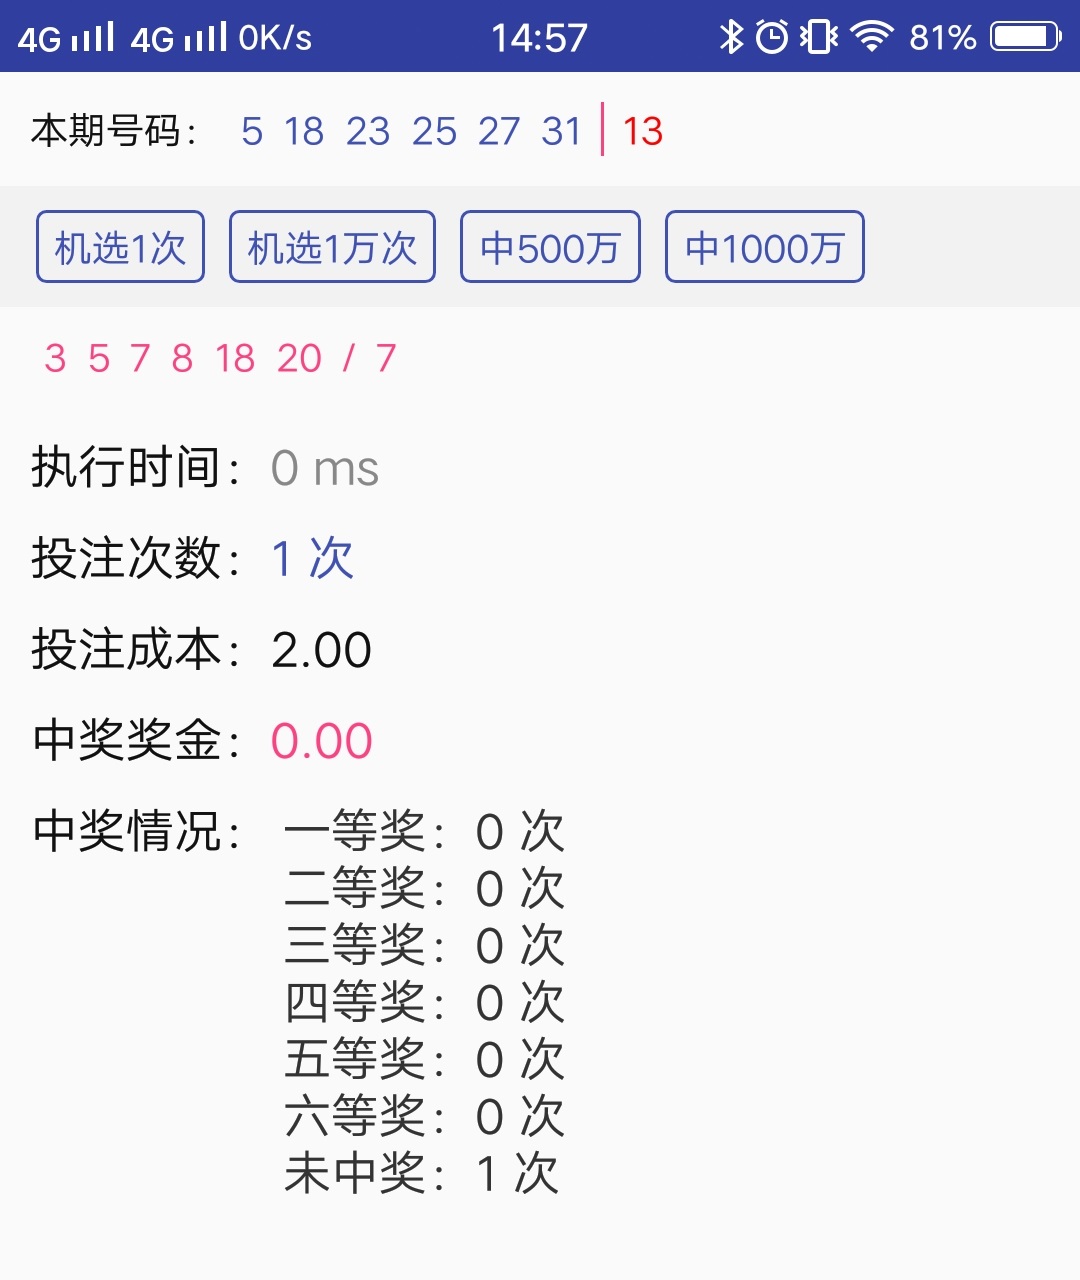 4G 4G 0K/s 14:57 81%
本期号码： 5 18 23 25 27 31 | 13
机选1次 机选1万次 中500万 中1000万
3 5 7 8 18 20 / 7
执行时间： 0 ms
投注次数： 1 次
投注成本： 2.00
中奖奖金： 0.00
中奖情况： 一等奖： 0 次
二等奖： 0 次
三等奖： 0 次
四等奖： 0 次
五等奖： 0 次
六等奖： 0 次
未中奖： 1 次